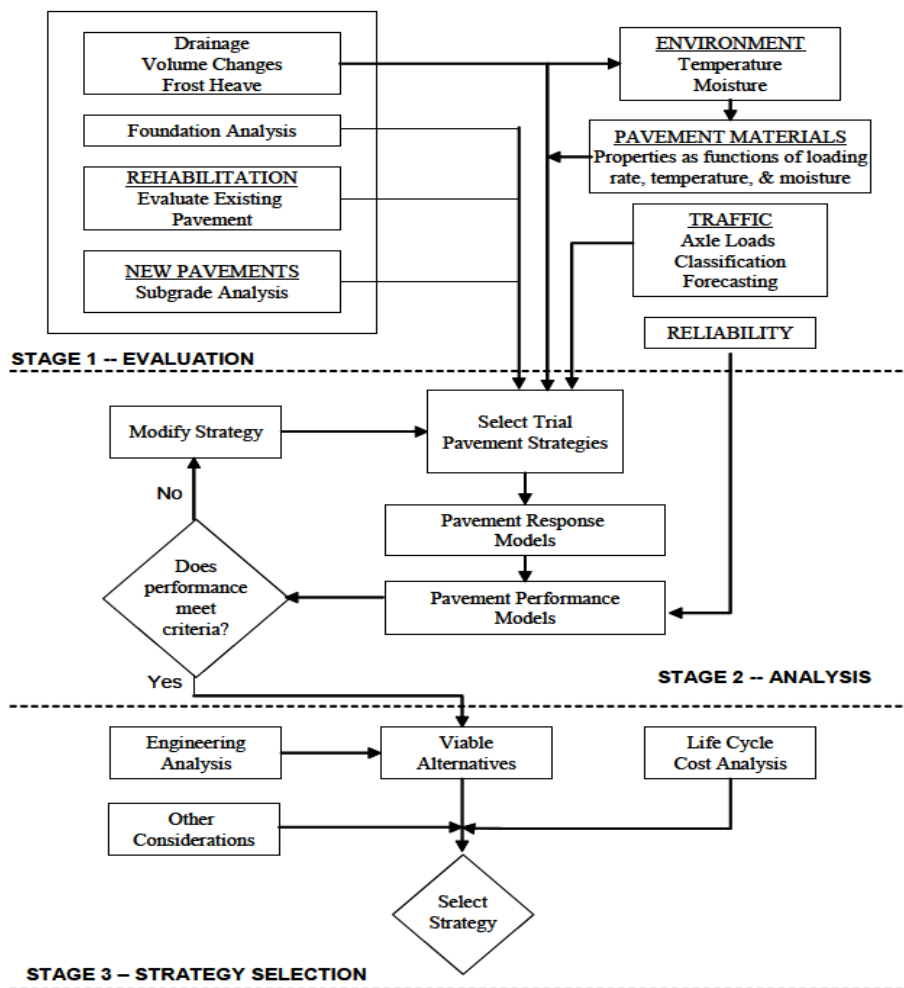 Drainage
Volume Changes
Frost Heave
Foundation Analysis
REHABILITATION
Evaluate Existing
Pavement
NEW PAVEMENTS
Subgrade Analysis
ENVIRONMENT
Temperature
Moisture
PAVEMENT MATERIALS
Properties as functions of loading
rate, temperature, & moisture
TRAFFIC
Axle Loads
Classification
Forecasting
RELIABILITY
STAGE 1 -- EVALUATION
Modify Strategy
Select Trial
Pavement Strategies
No
Pavement Response
Models
Does
performance
meet
criteria?
Pavement Performance
Models
Yes
STAGE 2 -- ANALYSIS
Engineering
Analysis
Viable
Alternatives
Life Cycle
Cost Analysis
Other
Considerations
Select
Strategy
STAGE 3 – STRATEGY SELECTION